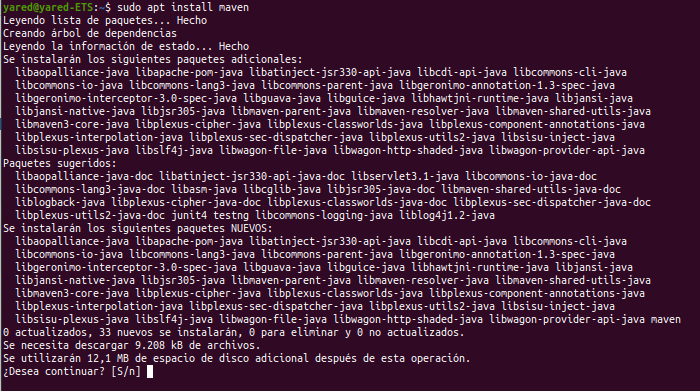 yared@yared-ETS:~$ sudo apt install maven
Leyendo lista de paquetes... Hecho
Creando árbol de dependencias
Leyendo la información de estado... Hecho
Se instalarán los siguientes paquetes adicionales:
libaopalliance-java libapache-pom-java libatinject-jsr330-api-java libcdi-api-java libcommons-cli-java
libcommons-io-java libcommons-lang3-java libcommons-parent-java libgeronimo-annotation-1.3-spec-java
libgeronimo-interceptor-3.0-spec-java libguava-java libguice-java libhawtjni-runtime-java libjansi-java
libjansi-native-java libjsr305-java libmaven-parent-java libmaven-resolver-java libmaven-shared-utils-java
libmaven3-core-java libplexus-cipher-java libplexus-classworlds-java libplexus-component-annotations-java
libplexus-interpolation-java libplexus-sec-dispatcher-java libplexus-utils2-java libsisu-inject-java
libsisu-plexus-java libslf4j-java libwagon-file-java libwagon-http-shaded-java libwagon-provider-api-java
Paquetes sugeridos:
libaopalliance-java-doc libatinject-jsr330-api-java-doc libservlet3.1-java libcommons-io-java-doc
libcommons-lang3-java-doc libasm-java libcglib-java libjsr305-java-doc libmaven-shared-utils-java-doc
liblogback-java libplexus-cipher-java-doc libplexus-classworlds-java-doc libplexus-sec-dispatcher-java-doc
libplexus-utils2-java-doc junit4 testng libcommons-logging-java liblog4j1.2-java
Se instalarán los siguientes paquetes NUEVOS:
libaopalliance-java libapache-pom-java libatinject-jsr330-api-java libcdi-api-java libcommons-cli-java
libcommons-io-java libcommons-lang3-java libcommons-parent-java libgeronimo-annotation-1.3-spec-java
libgeronimo-interceptor-3.0-spec-java libguava-java libguice-java libhawtjni-runtime-java libjansi-java
libjansi-native-java libjsr305-java libmaven-parent-java libmaven-resolver-java libmaven-shared-utils-java
libmaven3-core-java libplexus-cipher-java libplexus-classworlds-java libplexus-component-annotations-java
libplexus-interpolation-java libplexus-sec-dispatcher-java libplexus-utils2-java libsisu-inject-java
libsisu-plexus-java libslf4j-java libwagon-file-java libwagon-http-shaded-java libwagon-provider-api-java maven
0 actualizados, 33 nuevos se instalarán, 0 para eliminar y 0 no actualizados.
Se necesita descargar 9.208 kB de archivos.
Se utilizarán 12,1 MB de espacio de disco adicional después de esta operación.
¿Desea continuar? [S/n]